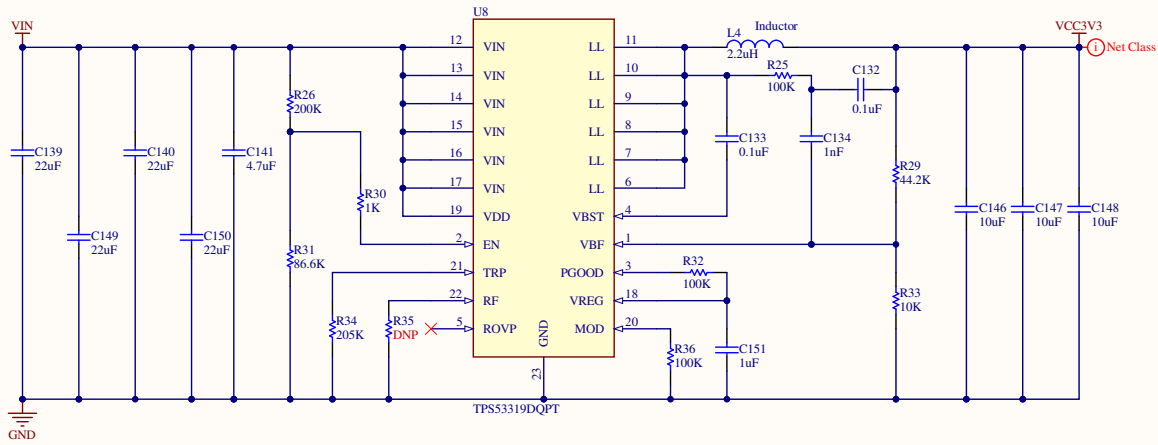 U8
VIN
VCC3V3
L4
Inductor
2.2uH
i Net Class
12 VIN LL 11
13 VIN LL 10
14 VIN LL 9
15 VIN LL 8
16 VIN LL 7
17 VIN LL 6
19 VDD VBST 4
2 EN VBF 1
21 TRP PGOOD 3
22 RF VREG 18
5 ROVP MOD 20
GND
23
TPS53319DQPT
R25
100K
C132
0.1uF
R26
200K
C139
22uF
C140
22uF
C141
4.7uF
C133
0.1uF
C134
1nF
R29
44.2K
R30
1K
C149
22uF
C150
22uF
R31
86.6K
C146
10uF
C147
10uF
C148
10uF
R32
100K
R33
10K
R34
205K
R35
DNP
R36
100K
C151
1uF
GND